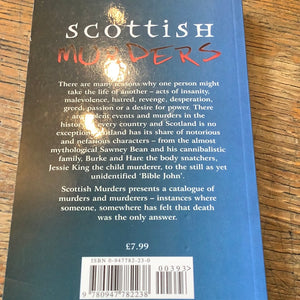 SCOTTISH
MURDERS
There are many reasons why one person might
take the life of another – acts of insanity,
malevolence, hatred, revenge, desperation,
greed, passion or a desire for power. There
are violent events and murders in the
history of every country and Scotland is no
exception. Scotland has its share of notorious
and nefarious characters – from the almost
mythological Sawney Bean and his cannibalistic
family, Burke and Hare the body snatchers,
Jessie King the child murderer, to the still as yet
unidentified 'Bible John'.
Scottish Murders presents a catalogue of
murders and murderers – instances where
someone, somewhere has felt that death
was the only answer.
£7.99
ISBN 0-947782-23-0
00393
9 780947 782238